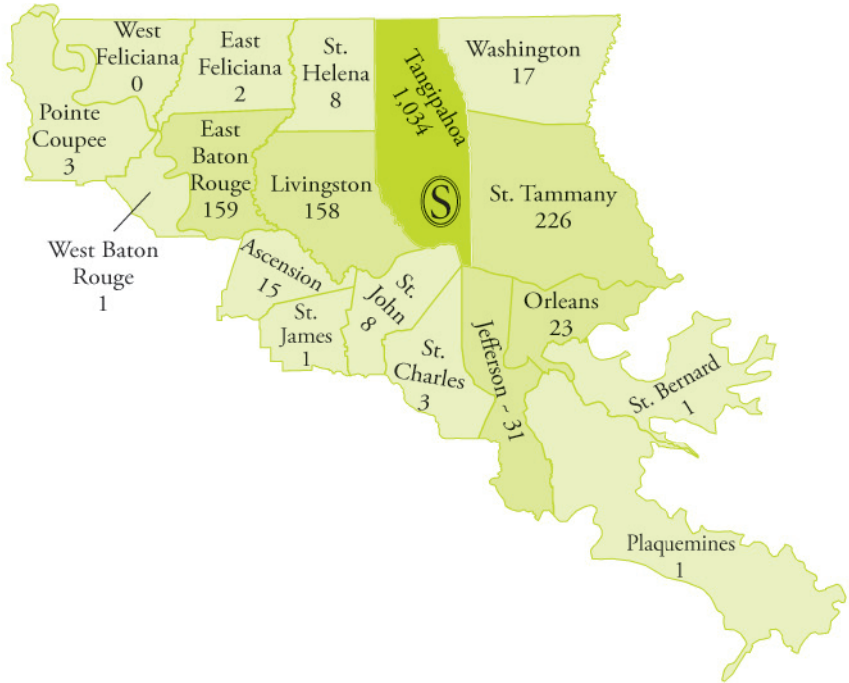 West
Feliciana
0
East
Feliciana
2
St.
Helena
8
Tangipahoa
1,034
Washington
17
Pointe
Coupee
3
East
Baton
Rouge
159
Livingston
158
S
St. Tammany
226
West Baton
Rouge
1
Ascension
15
St.
James
1
St.
John
8
St.
Charles
3
Jefferson ~ 31
Orleans
23
St. Bernard
1
Plaquemines
1